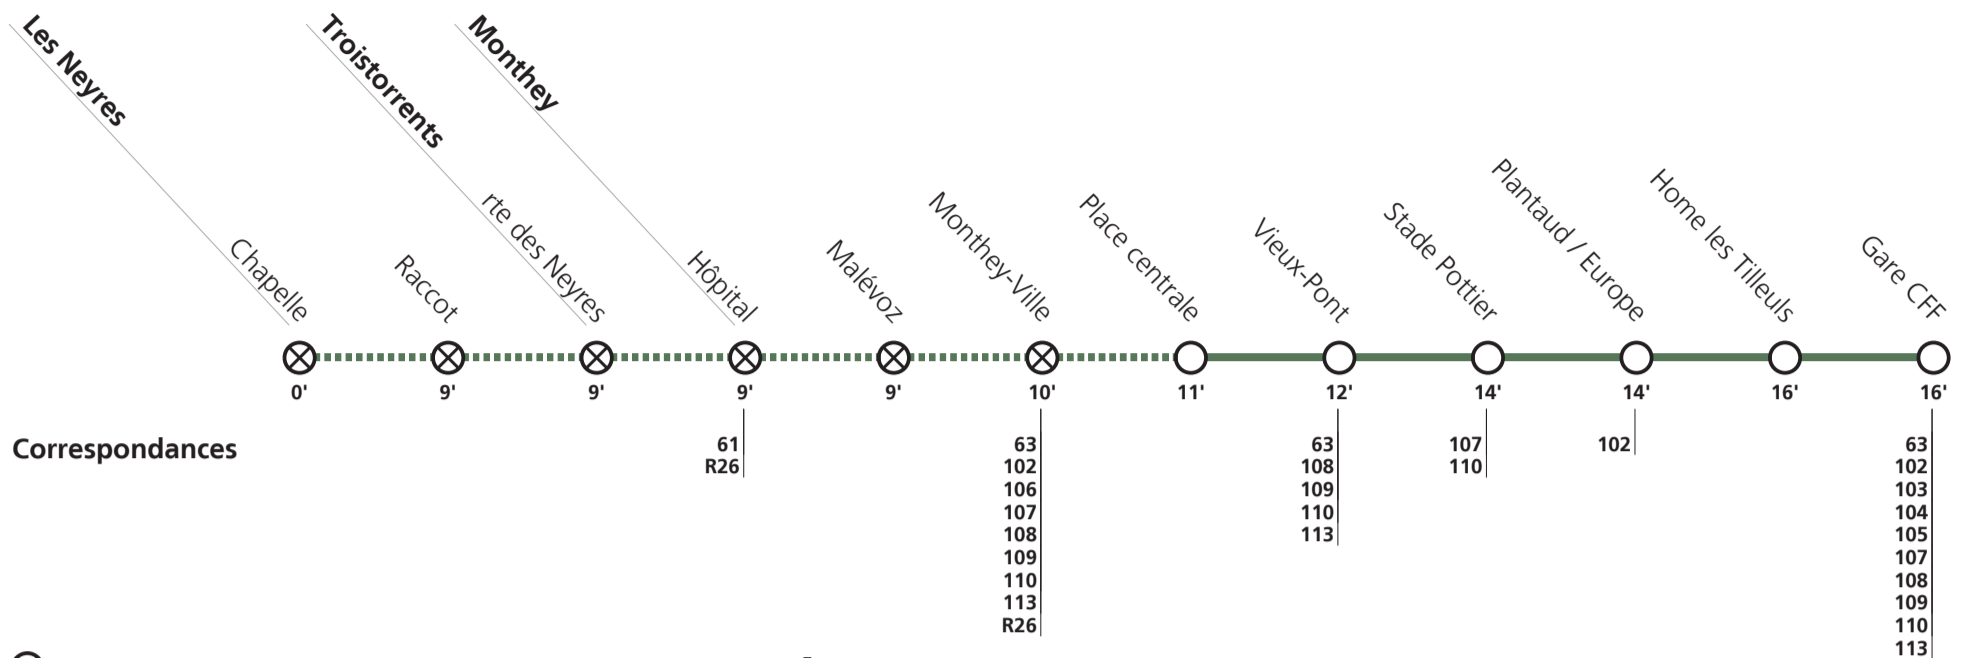 Les Neyres
Troistorrents
Monthey
Chapelle
Raccot
rte des Neyres
Hôpital
Malévoz
Monthey-Ville
Place centrale
Vieux-Pont
Stade Pottier
Plantaud / Europe
Home les Tilleuls
Gare CFF
0' 9' 9' 9' 9' 10' 11' 12' 14' 14' 16' 16'
Correspondances
61
R26
63
102
106
107
108
109
110
113
R26
63
108
109
110
113
107
110
102
63
102
103
104
105
107
108
109
110
113